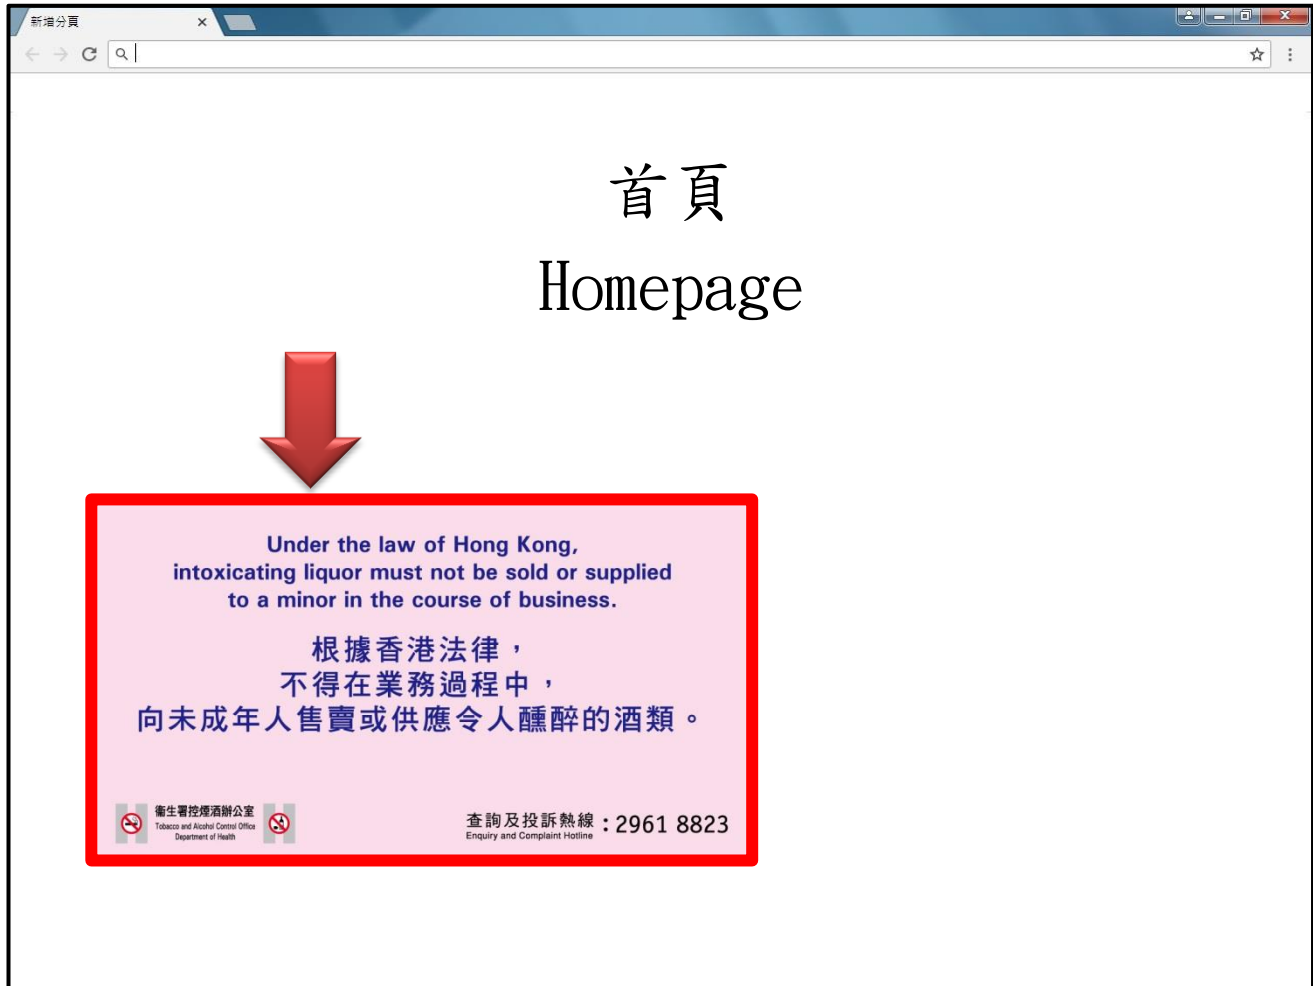 新增分頁
首頁
Homepage
Under the law of Hong Kong,
intoxicating liquor must not be sold or supplied
to a minor in the course of business.
根據香港法律，
不得在業務過程中，
向未成年人售賣或供應令人醺醉的酒類。
衞生署控煙酒辦公室
Tobacco and Alcohol Control Office
Department of Health
查詢及投訴熱線：2961 8823
Enquiry and Complaint Hotline